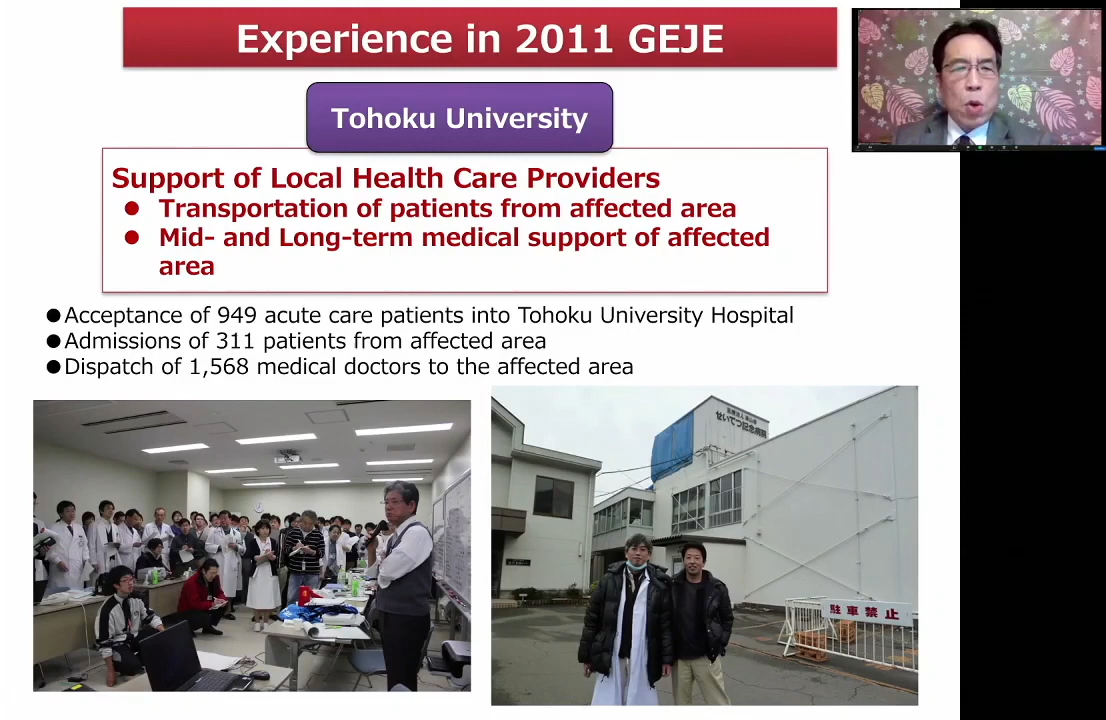 Experience in 2011 GEJE
Tohoku University
Support of Local Health Care Providers
● Transportation of patients from affected area
● Mid- and Long-term medical support of affected
area
●Acceptance of 949 acute care patients into Tohoku University Hospital
●Admissions of 311 patients from affected area
●Dispatch of 1,568 medical doctors to the affected area
せいてつ記念病院
駐車禁止